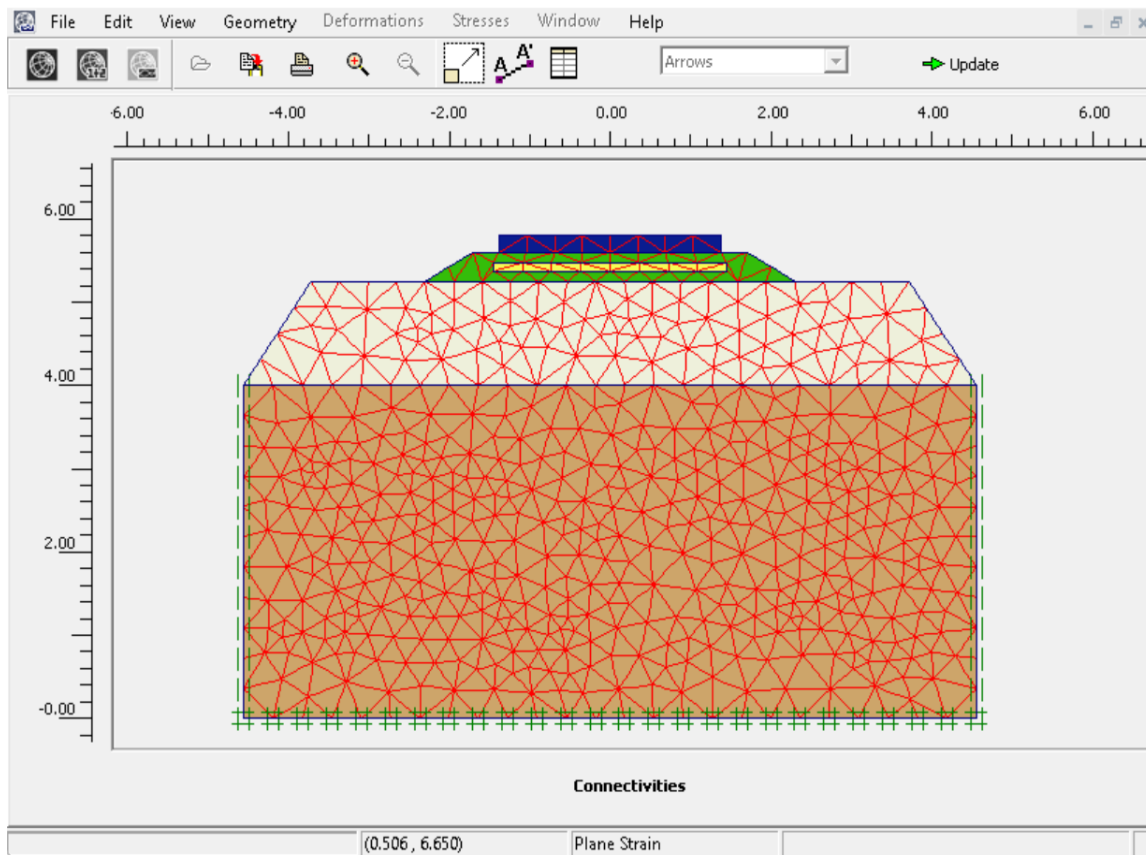 File Edit View Geometry Deformations Stresses Window Help
Arrows Update
A A'
-6.00 -4.00 -2.00 0.00 2.00 4.00 6.00
6.00
4.00
2.00
-0.00
Connectivities
(0.506 , 6.650) Plane Strain